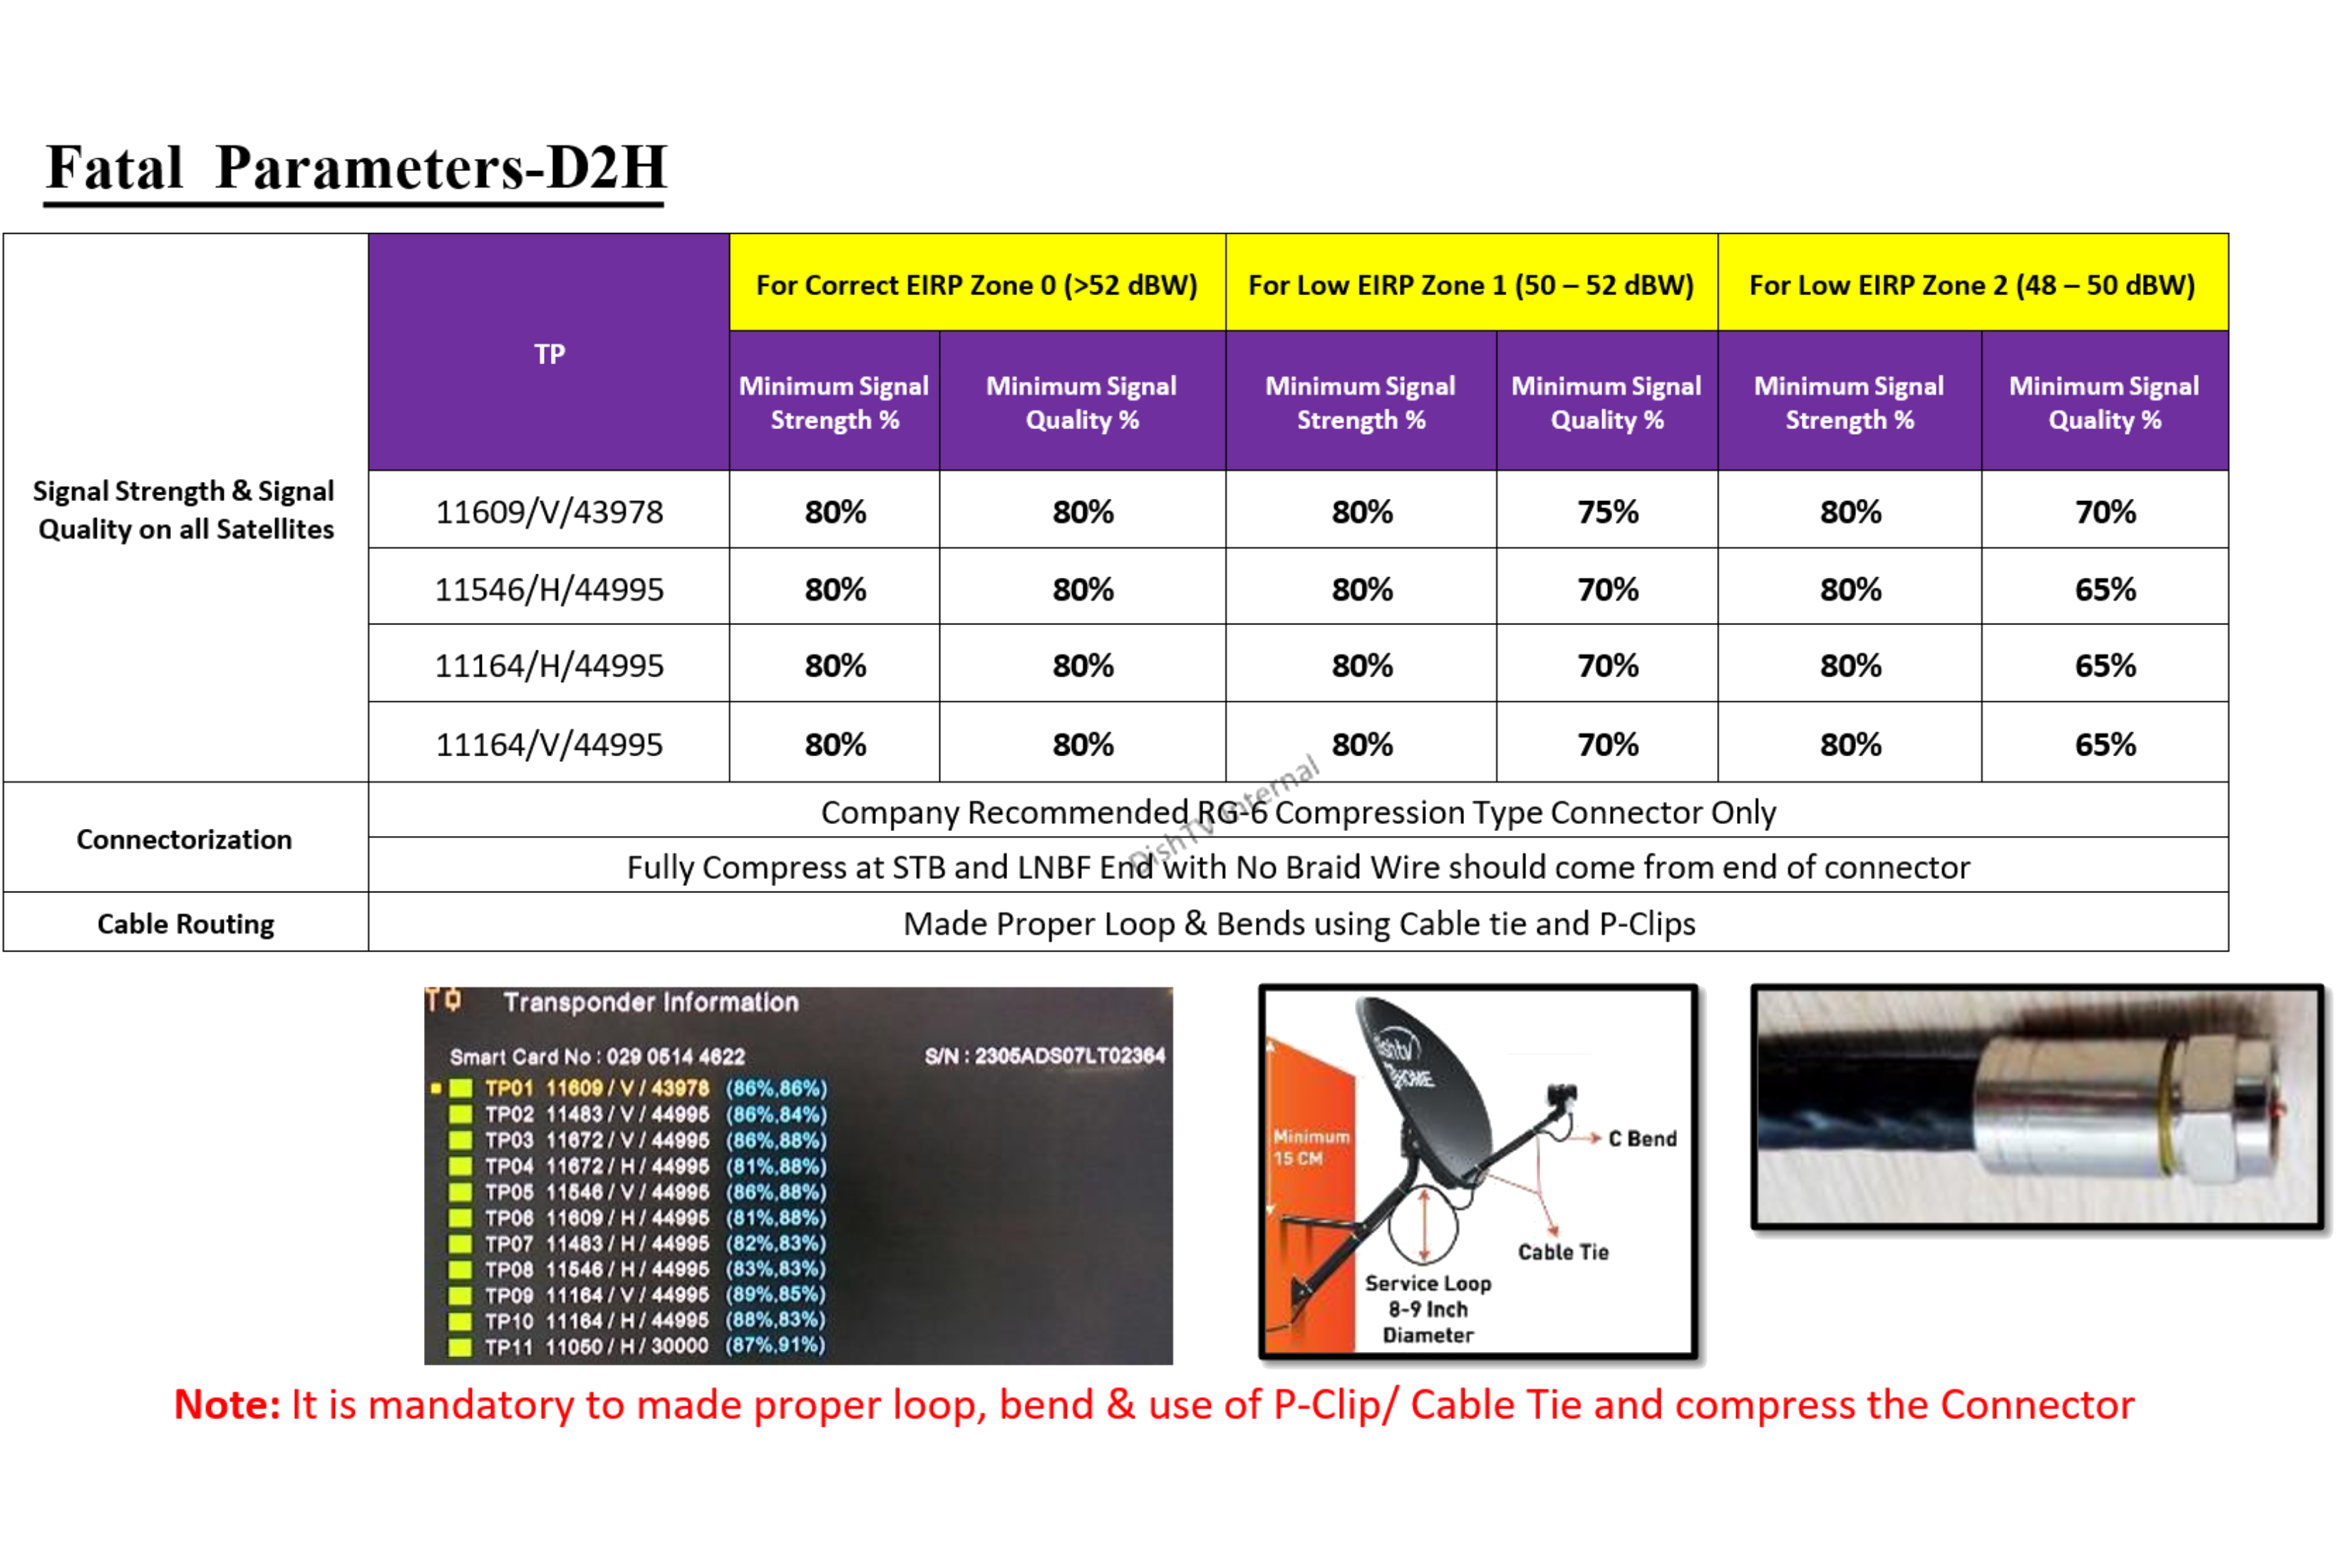 Fatal Parameters-D2H
Signal Strength & Signal
Quality on all Satellites
TP
For Correct EIRP Zone 0 (>52 dBW)
For Low EIRP Zone 1 (50 – 52 dBW)
For Low EIRP Zone 2 (48 – 50 dBW)
Minimum Signal
Strength %
Minimum Signal
Quality %
Minimum Signal
Strength %
Minimum Signal
Quality %
Minimum Signal
Strength %
Minimum Signal
Quality %
11609/V/43978 80% 80% 80% 75% 80% 70%
11546/H/44995 80% 80% 80% 70% 80% 65%
11164/H/44995 80% 80% 80% 70% 80% 65%
11164/V/44995 80% 80% 80% 70% 80% 65%
Connectorization
Company Recommended RG-6 Compression Type Connector Only
Fully Compress at STB and LNBF End with No Braid Wire should come from end of connector
DishTV Internal
Cable Routing
Made Proper Loop & Bends using Cable tie and P-Clips
Transponder Information
Smart Card No : 029 0514 4622 S/N : 2305ADS07LT02364
TP01 11609 / V / 43978 (86%,86%)
TP02 11483 / V / 44995 (86%,84%)
TP03 11672 / V / 44995 (86%,88%)
TP04 11672 / H / 44995 (81%,88%)
TP05 11546 / V / 44995 (86%,88%)
TP06 11609 / H / 44995 (81%,88%)
TP07 11483 / H / 44995 (82%,83%)
TP08 11546 / H / 44995 (83%,83%)
TP09 11164 / V / 44995 (89%,85%)
TP10 11164 / H / 44995 (88%,83%)
TP11 11050 / H / 30000 (87%,91%)
dishtv
HOME
Minimum
15 CM
C Bend
Cable Tie
Service Loop
8-9 Inch
Diameter
Note: It is mandatory to made proper loop, bend & use of P-Clip/ Cable Tie and compress the Connector